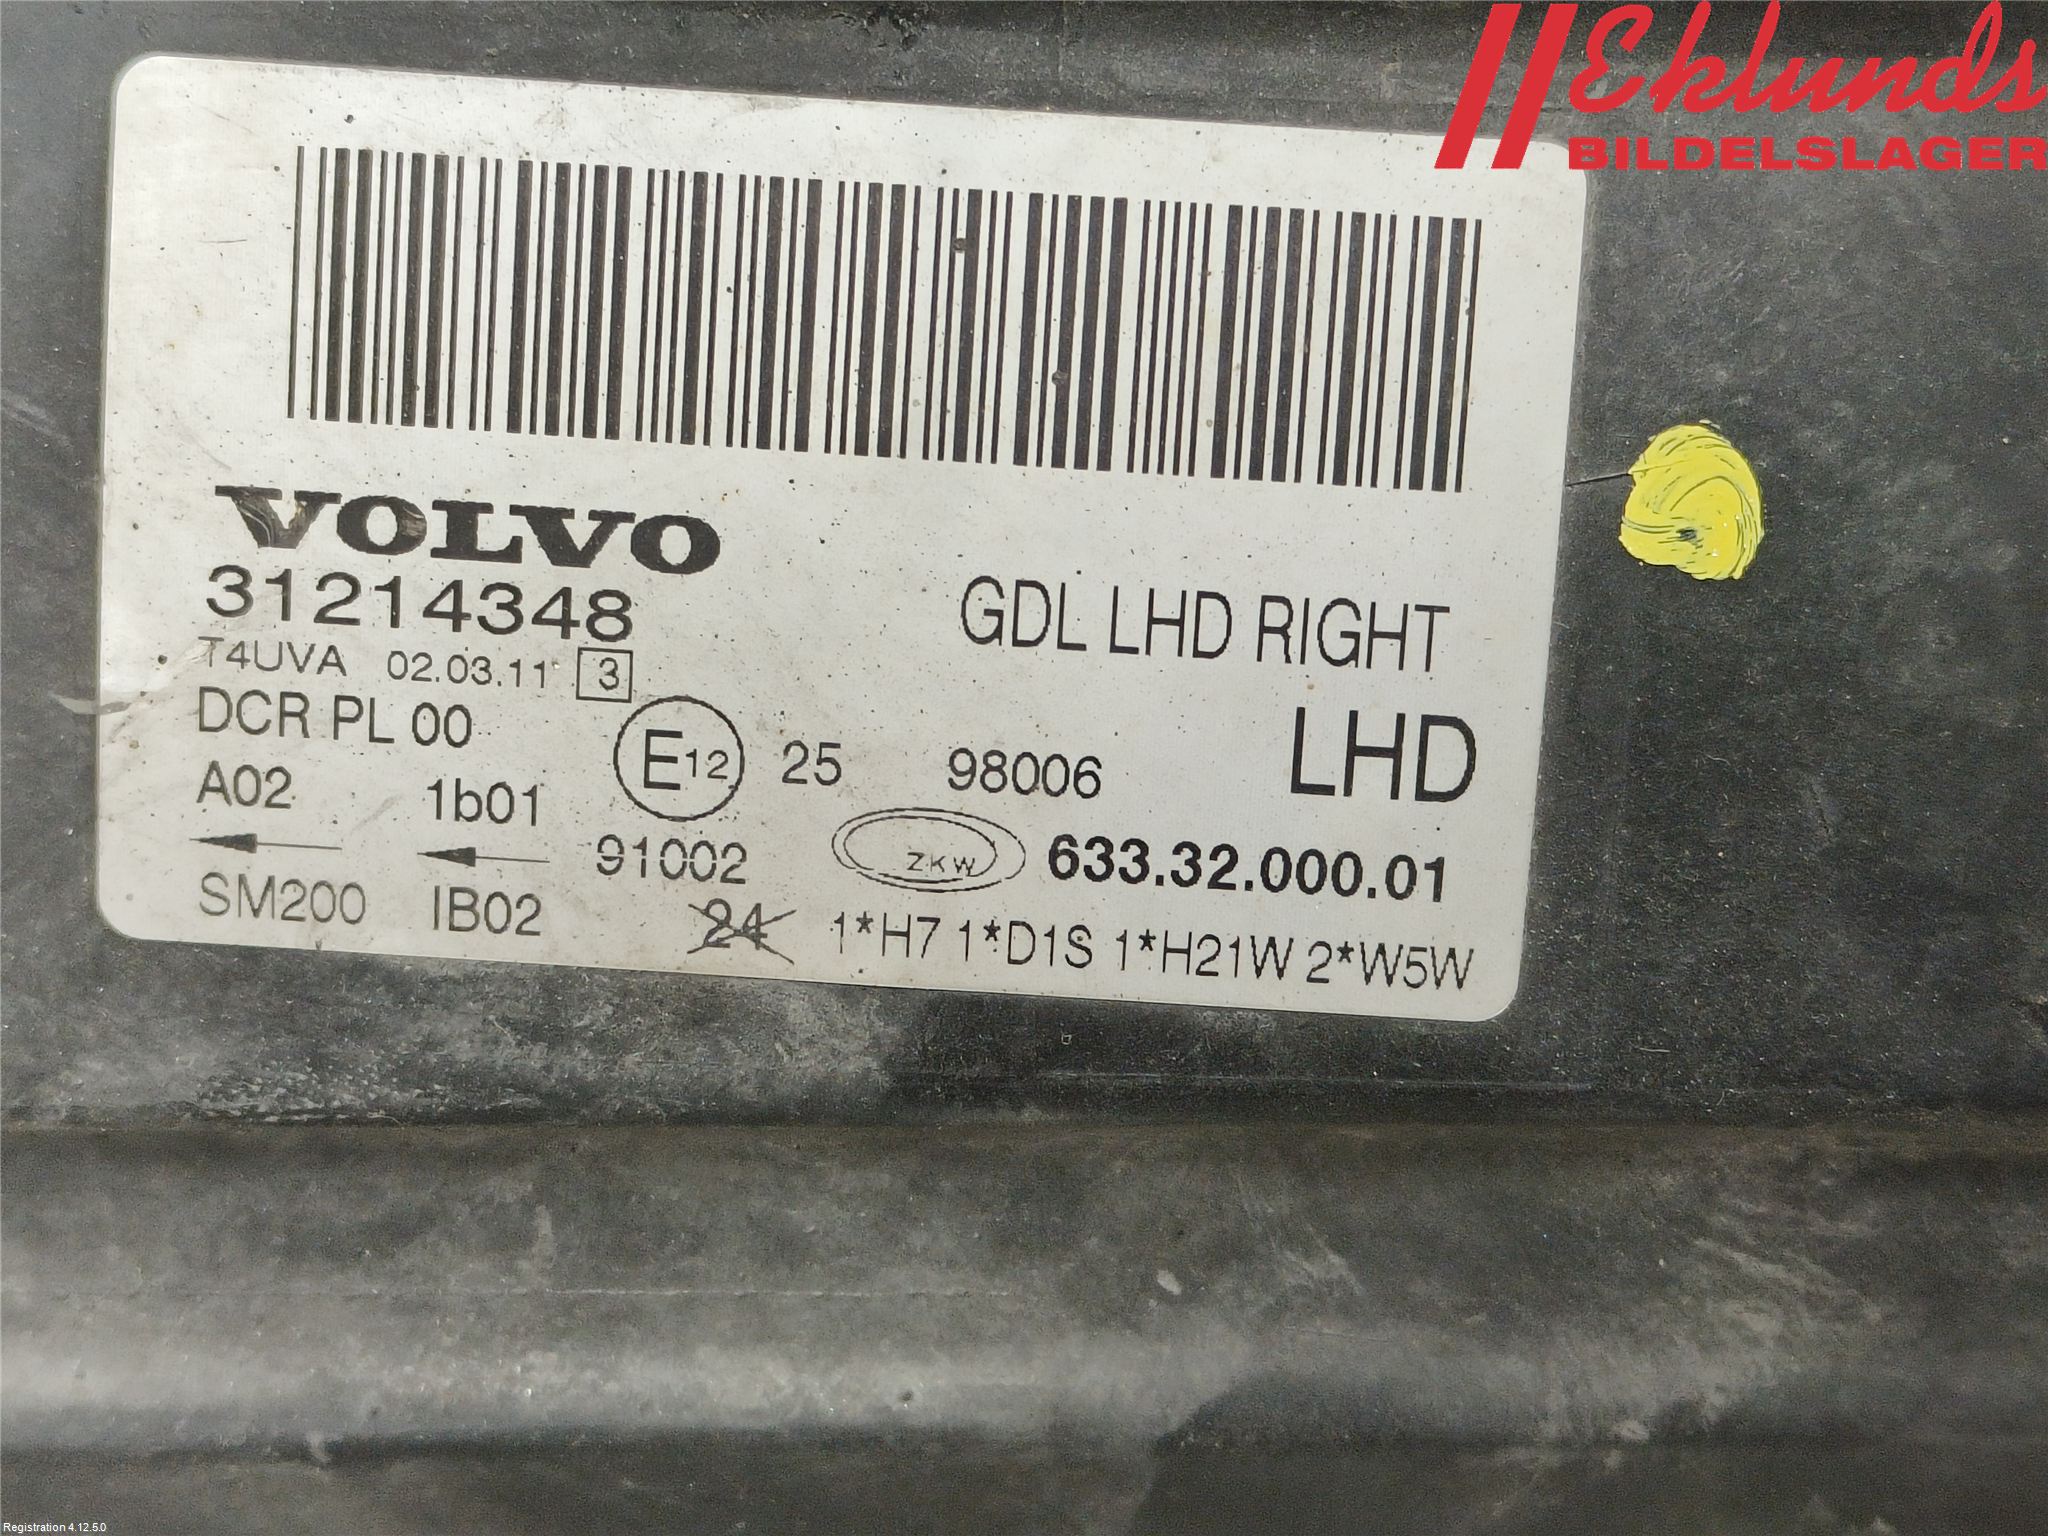 Eklunds
BILDELSLAGER
VOLVO
31214348
GDL LHD RIGHT
T4UVA 02.03.11 3
DCR PL 00
LHD
E12 25 98006
A02 1b01
91002 ZKW 633.32.000.01
SM200 IB02
24 1*H7 1*D1S 1*H21W 2*W5W
Registration 4.12.5.0